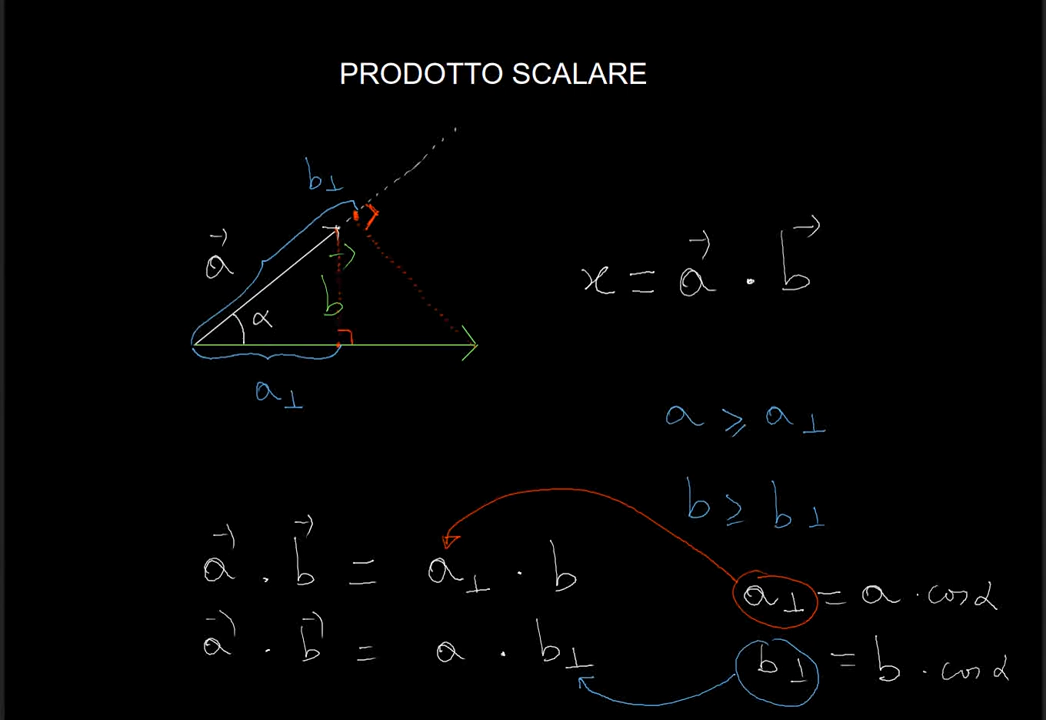 PRODOTTO SCALARE
b⊥
a⃗
b⃗
α
a⊥
x = a⃗ · b⃗
a ⩾ a⊥
b ≥ b⊥
a⃗ · b⃗ = a⊥ · b
a⊥ = a · cos α
a⃗ · b⃗ = a · b⊥
b⊥ = b · cos α